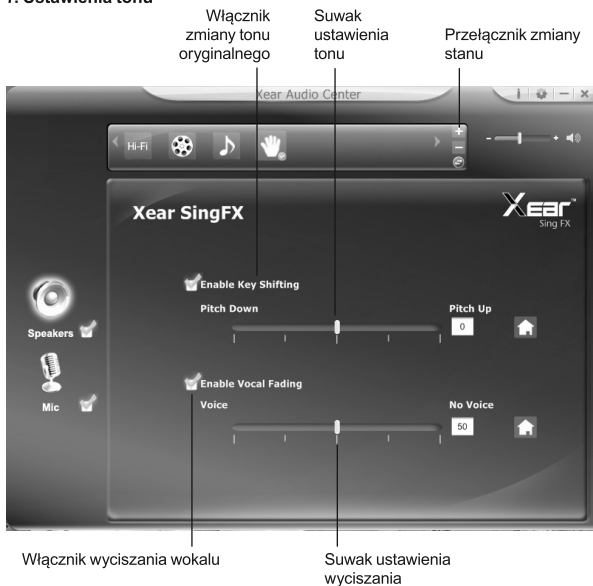 7. Ustawienia tonu
Włącznik
zmiany tonu
oryginalnego
Suwak
ustawienia
tonu
Przełącznik zmiany
stanu
Xear Audio Center
Hi-Fi
Xear SingFX
Xear™
Sing FX
Enable Key Shifting
Pitch Down
Pitch Up
0
Speakers
Enable Vocal Fading
Mic
Voice
No Voice
50
Włącznik wyciszania wokalu
Suwak ustawienia
wyciszania